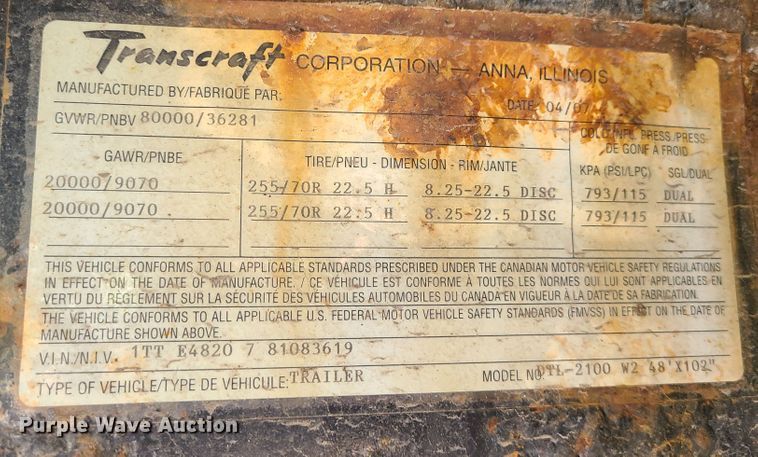 Transcraft CORPORATION — ANNA, ILLINOIS
MANUFACTURED BY/FABRIQUÉ PAR:
DATE: 04/07
GVWR/PNBV 80000/36281
GAWR/PNBE
TIRE/PNEU - DIMENSION - RIM/JANTE
COLD INFL. PRESS./PRESS.
DE GONF. A FROID
KPA (PSI/LPC) SGL/DUAL
20000/9070 255/70R 22.5 H 8.25-22.5 DISC 793/115 DUAL
20000/9070 255/70R 22.5 H 8.25-22.5 DISC 793/115 DUAL
THIS VEHICLE CONFORMS TO ALL APPLICABLE STANDARDS PRESCRIBED UNDER THE CANADIAN MOTOR VEHICLE SAFETY REGULATIONS
IN EFFECT ON THE DATE OF MANUFACTURE. / CE VÉHICULE EST CONFORME À TOUTES LES NORMES QUI LUI SONT APPLICABLES EN
VERTU DU RÈGLEMENT SUR LA SÉCURITÉ DES VÉHICULES AUTOMOBILES DU CANADA EN VIGUEUR À LA DATE DE SA FABRICATION.
THE VEHICLE CONFORMS TO ALL APPLICABLE U.S. FEDERAL MOTOR VEHICLE SAFETY STANDARDS (FMVSS) IN EFFECT ON THE DATE OF
MANUFACTURE SHOWN ABOVE.
V.I.N./N.I.V. 1TT E4820 7 81083619
TYPE OF VEHICLE/TYPE DE VÉHICULE: TRAILER MODEL NO. DTL-2100 W2 48'X102"
Purple Wave Auction